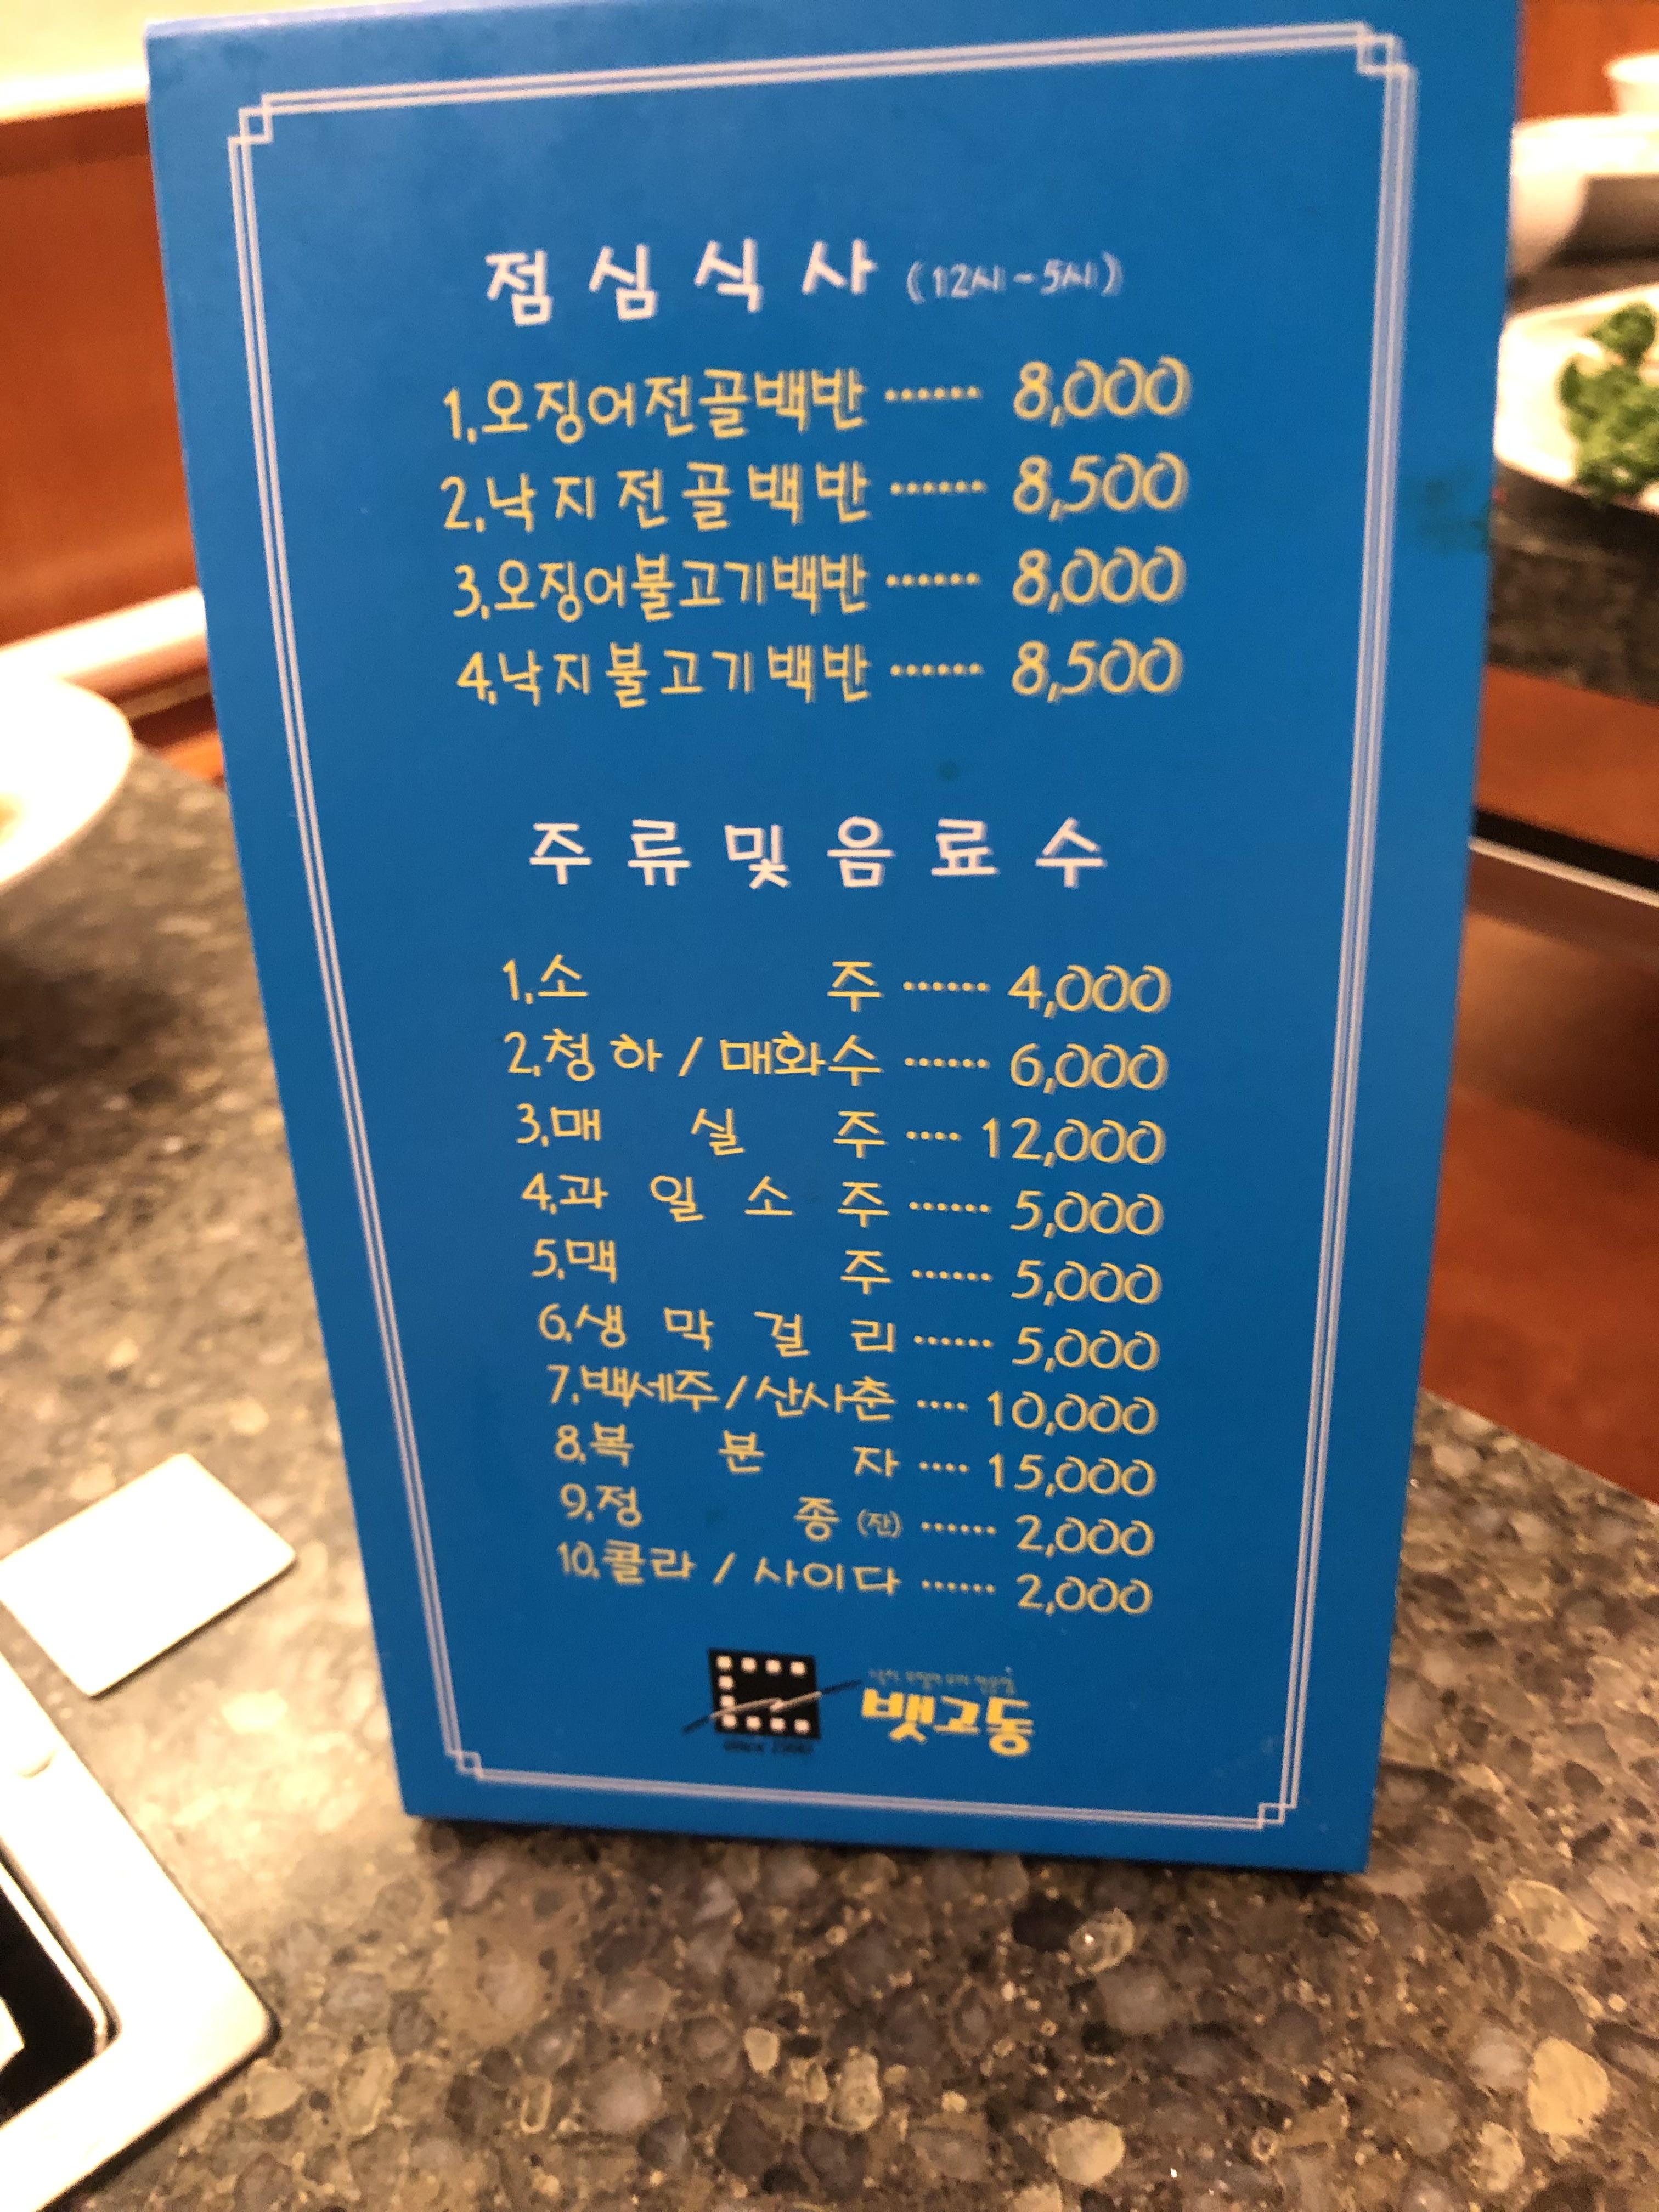 점심식사 (12시-5시)
1.오징어전골백반 ······ 8,000
2.낙지전골백반 ······ 8,500
3.오징어불고기백반 ······ 8,000
4.낙지불고기백반 ······ 8,500
주류및음료수
1.소주 ······ 4,000
2.청하/매화수 ······ 6,000
3.매실주 ···· 12,000
4.과일소주 ······ 5,000
5.맥주 ······ 5,000
6.생막걸리 ······ 5,000
7.백세주/산사춘 ···· 10,000
8.복분자 ···· 15,000
9.정종(잔) ······ 2,000
10.콜라/사이다 ······ 2,000
뱃고동